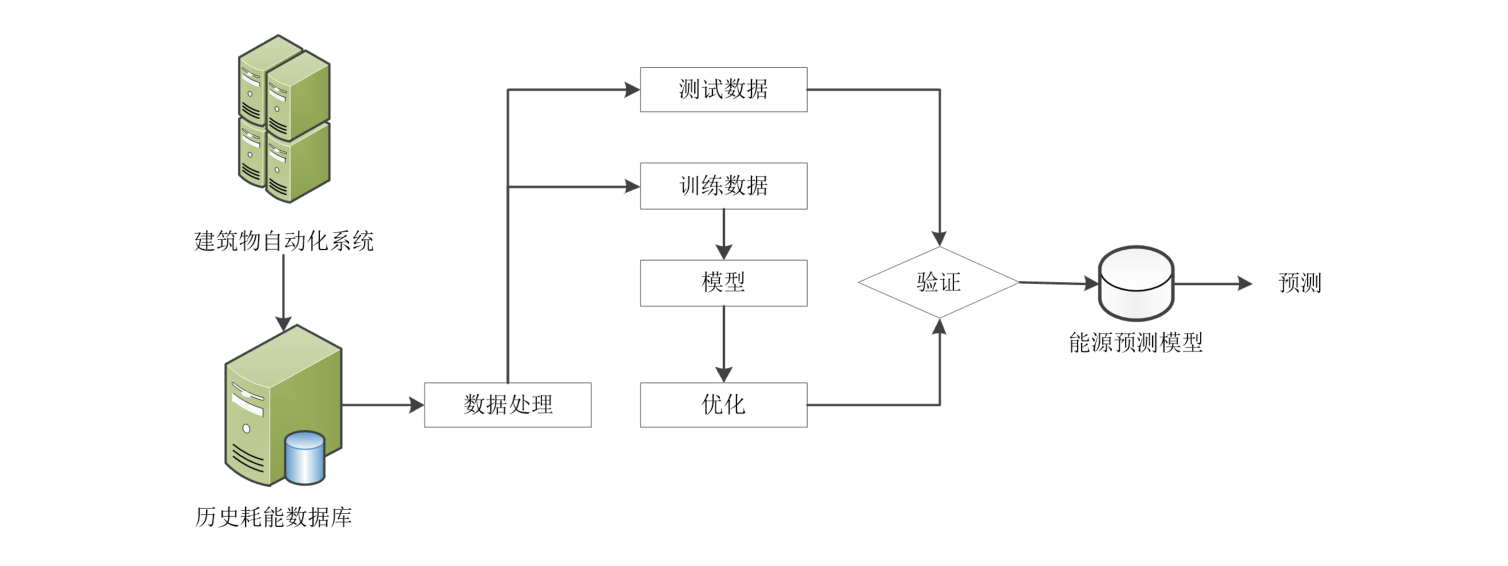 测试数据
训练数据
建筑物自动化系统
模型
验证
预测
能源预测模型
数据处理
优化
历史耗能数据库